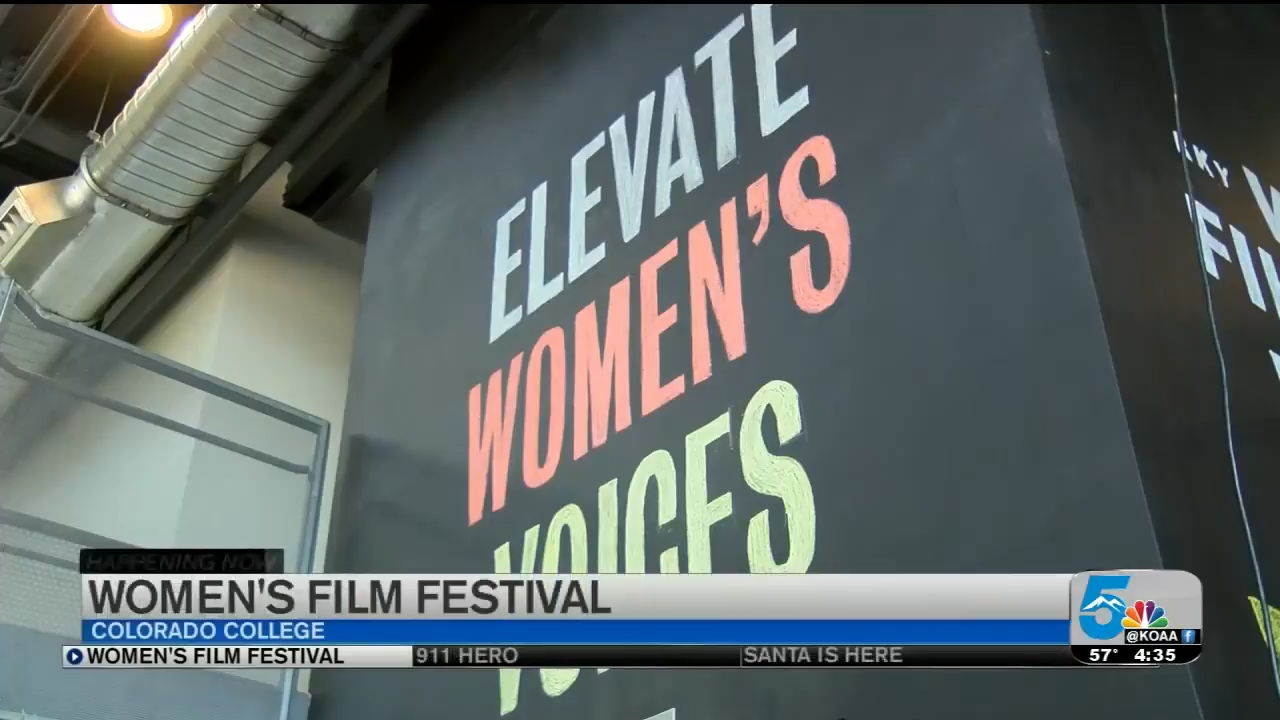 ELEVATE
WOMEN'S
VOICES
HAPPENING NOW
WOMEN'S FILM FESTIVAL
COLORADO COLLEGE
WOMEN'S FILM FESTIVAL
911 HERO
SANTA IS HERE
5
@KOAA
f
57° 4:35